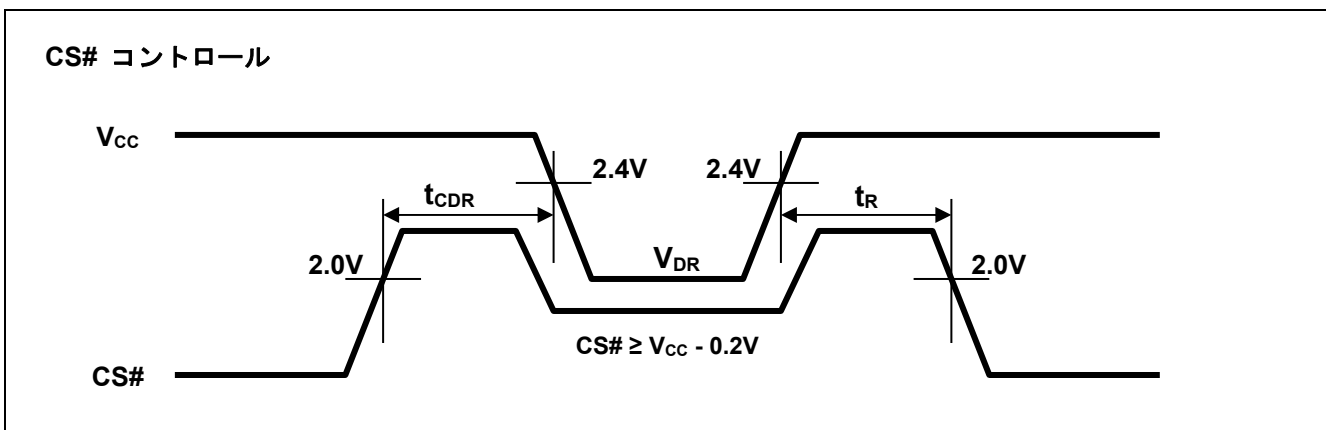 CS# コントロール
VCC
2.4V 2.4V
tCDR tR
2.0V VDR 2.0V
CS# ≥ VCC - 0.2V
CS#